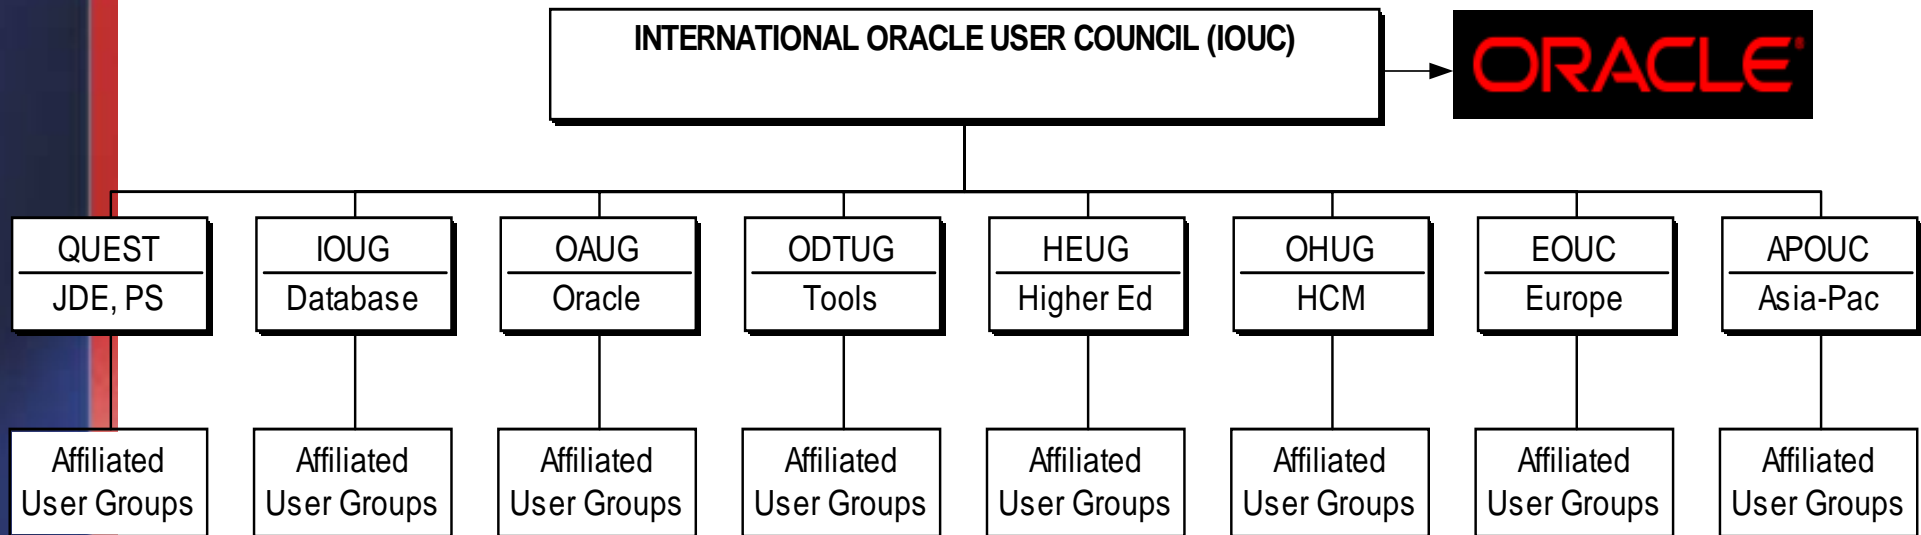 INTERNATIONAL ORACLE USER COUNCIL (IOUC)
ORACLE®
QUEST
JDE, PS
IOUG
Database
OAUG
Oracle
ODTUG
Tools
HEUG
Higher Ed
OHUG
HCM
EOUC
Europe
APOUC
Asia-Pac
Affiliated
User Groups
Affiliated
User Groups
Affiliated
User Groups
Affiliated
User Groups
Affiliated
User Groups
Affiliated
User Groups
Affiliated
User Groups
Affiliated
User Groups